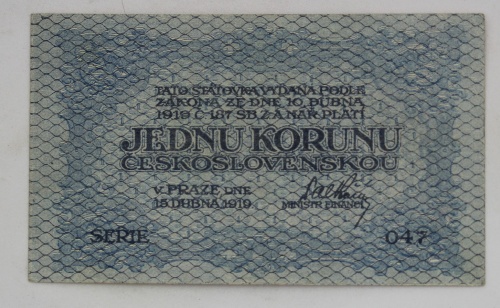 TATO STÁTOVKA VYDANÁ PODLE
ZÁKONA ZE DNE 10. DUBNA
1919 Č. 187 SB. Z. A NAŘ. PLATÍ
JEDNU KORUNU
ČESKOSLOVENSKOU
V PRAZE DNE
15. DUBNA 1919
MINISTR FINANCÍ
SERIE 047